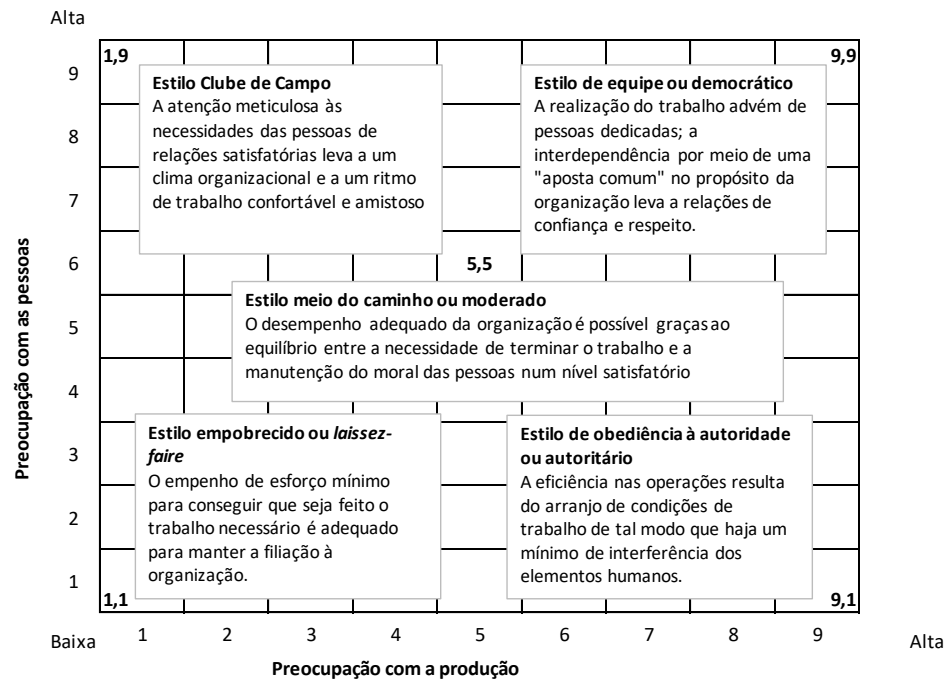 Alta
1,9
9,9
9
8
7
6
5
4
3
2
1
Preocupação com as pessoas
Estilo Clube de Campo
A atenção meticulosa às
necessidades das pessoas de
relações satisfatórias leva a um
clima organizacional e a um ritmo
de trabalho confortável e amistoso
Estilo de equipe ou democrático
A realização do trabalho advém de
pessoas dedicadas; a
interdependência por meio de uma
"aposta comum" no propósito da
organização leva a relações de
confiança e respeito.
5,5
Estilo meio do caminho ou moderado
O desempenho adequado da organização é possível graças ao
equilíbrio entre a necessidade de terminar o trabalho e a
manutenção do moral das pessoas num nível satisfatório
Estilo empobrecido ou laissez-
faire
O empenho de esforço mínimo
para conseguir que seja feito o
trabalho necessário é adequado
para manter a filiação à
organização.
Estilo de obediência à autoridade
ou autoritário
A eficiência nas operações resulta
do arranjo de condições de
trabalho de tal modo que haja um
mínimo de interferência dos
elementos humanos.
1,1
9,1
Baixa
1 2 3 4 5 6 7 8 9
Alta
Preocupação com a produção